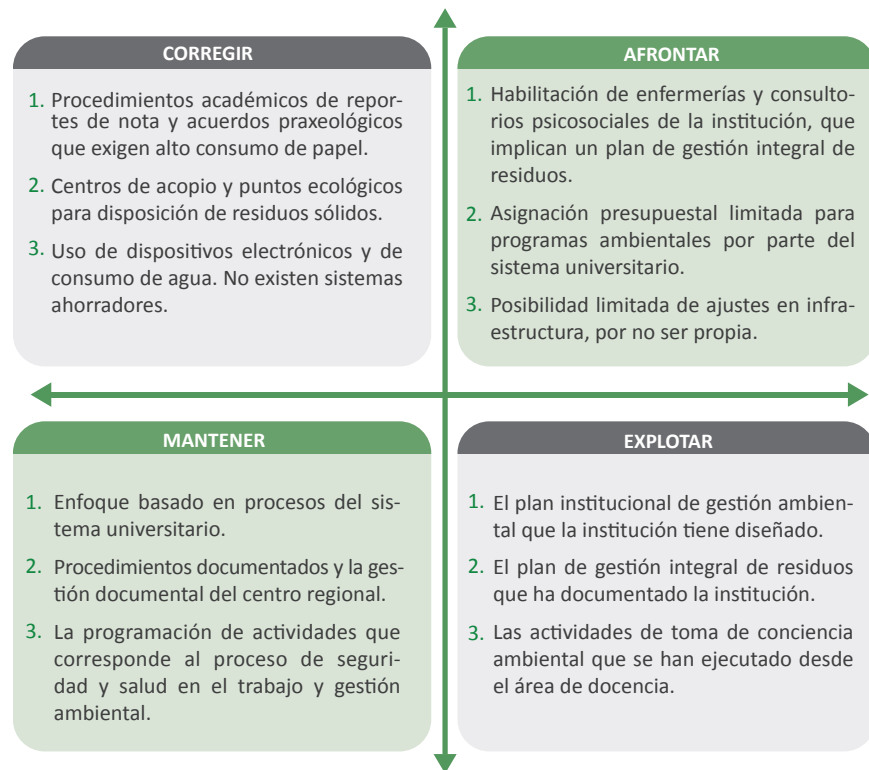 CORREGIR
1. Procedimientos académicos de repor-
tes de nota y acuerdos praxeológicos
que exigen alto consumo de papel.
2. Centros de acopio y puntos ecológicos
para disposición de residuos sólidos.
3. Uso de dispositivos electrónicos y de
consumo de agua. No existen sistemas
ahorradores.
AFRONTAR
1. Habilitación de enfermerías y consulto-
rios psicosociales de la institución, que
implican un plan de gestión integral de
residuos.
2. Asignación presupuestal limitada para
programas ambientales por parte del
sistema universitario.
3. Posibilidad limitada de ajustes en infra-
estructura, por no ser propia.
MANTENER
1. Enfoque basado en procesos del sis-
tema universitario.
2. Procedimientos documentados y la ges-
tión documental del centro regional.
3. La programación de actividades que
corresponde al proceso de seguri-
dad y salud en el trabajo y gestión
ambiental.
EXPLOTAR
1. El plan institucional de gestión ambien-
tal que la institución tiene diseñado.
2. El plan de gestión integral de residuos
que ha documentado la institución.
3. Las actividades de toma de conciencia
ambiental que se han ejecutado desde
el área de docencia.